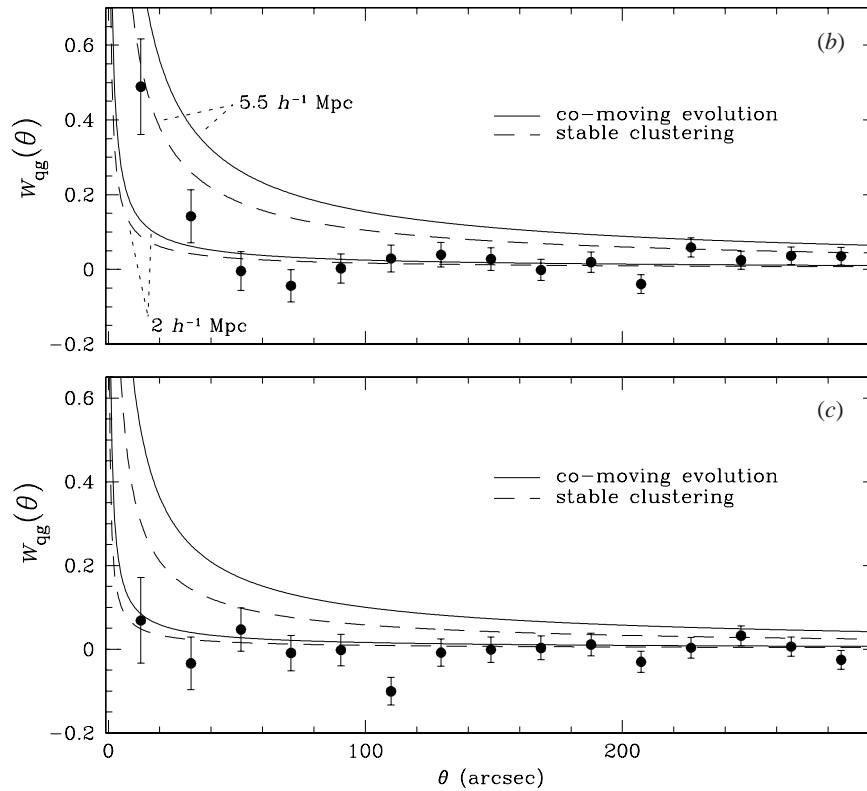 (b)
0.6
5.5 h⁻¹ Mpc
co-moving evolution
0.4
stable clustering
w_qg(θ)
0.2
0
2 h⁻¹ Mpc
−0.2
(c)
0.6
co-moving evolution
stable clustering
0.4
w_qg(θ)
0.2
0
−0.2
0 100 200
θ (arcsec)